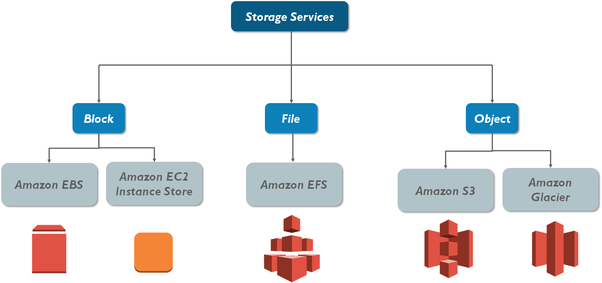 Storage Services
Block
File
Object
Amazon EBS
Amazon EC2
Instance Store
Amazon EFS
Amazon S3
Amazon
Glacier